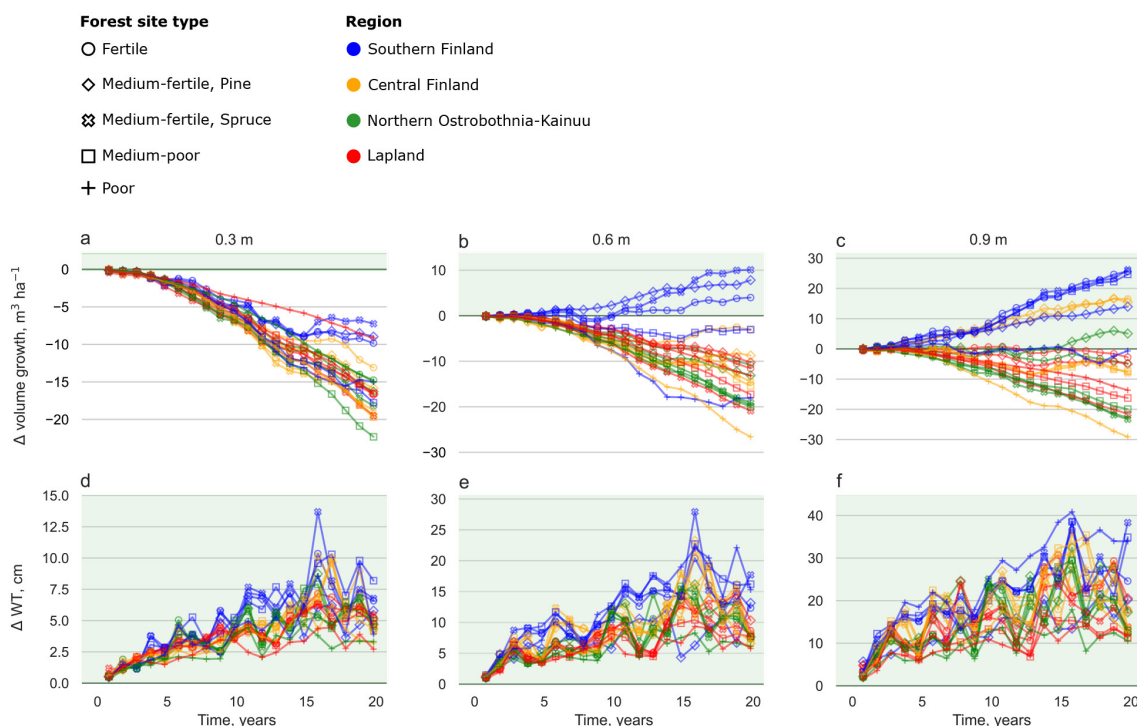 Forest site type
Region
Fertile
Southern Finland
Medium-fertile, Pine
Central Finland
Medium-fertile, Spruce
Northern Ostrobothnia-Kainuu
Medium-poor
Lapland
Poor
a
0.3 m
b
0.6 m
c
0.9 m
Δ volume growth, m³ ha⁻¹
0
−5
−10
−15
−20
10
0
−10
−20
−30
30
20
10
0
−10
−20
−30
d
e
f
Δ WT, cm
15.0
12.5
10.0
7.5
5.0
2.5
0.0
30
25
20
15
10
5
0
40
30
20
10
0
0 5 10 15 20
0 5 10 15 20
0 5 10 15 20
Time, years
Time, years
Time, years